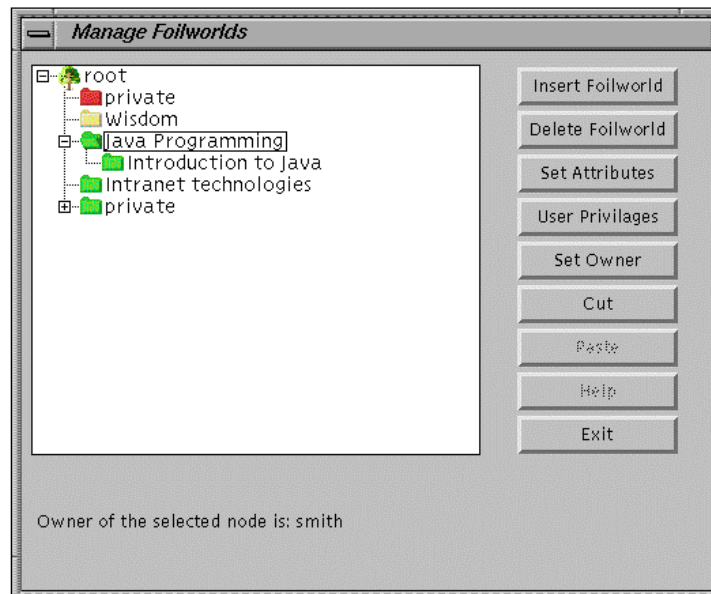 Manage Foilworlds
root
private
Wisdom
Java Programming
Introduction to Java
Intranet technologies
private
Insert Foilworld
Delete Foilworld
Set Attributes
User Privilages
Set Owner
Cut
Paste
Help
Exit
Owner of the selected node is: smith